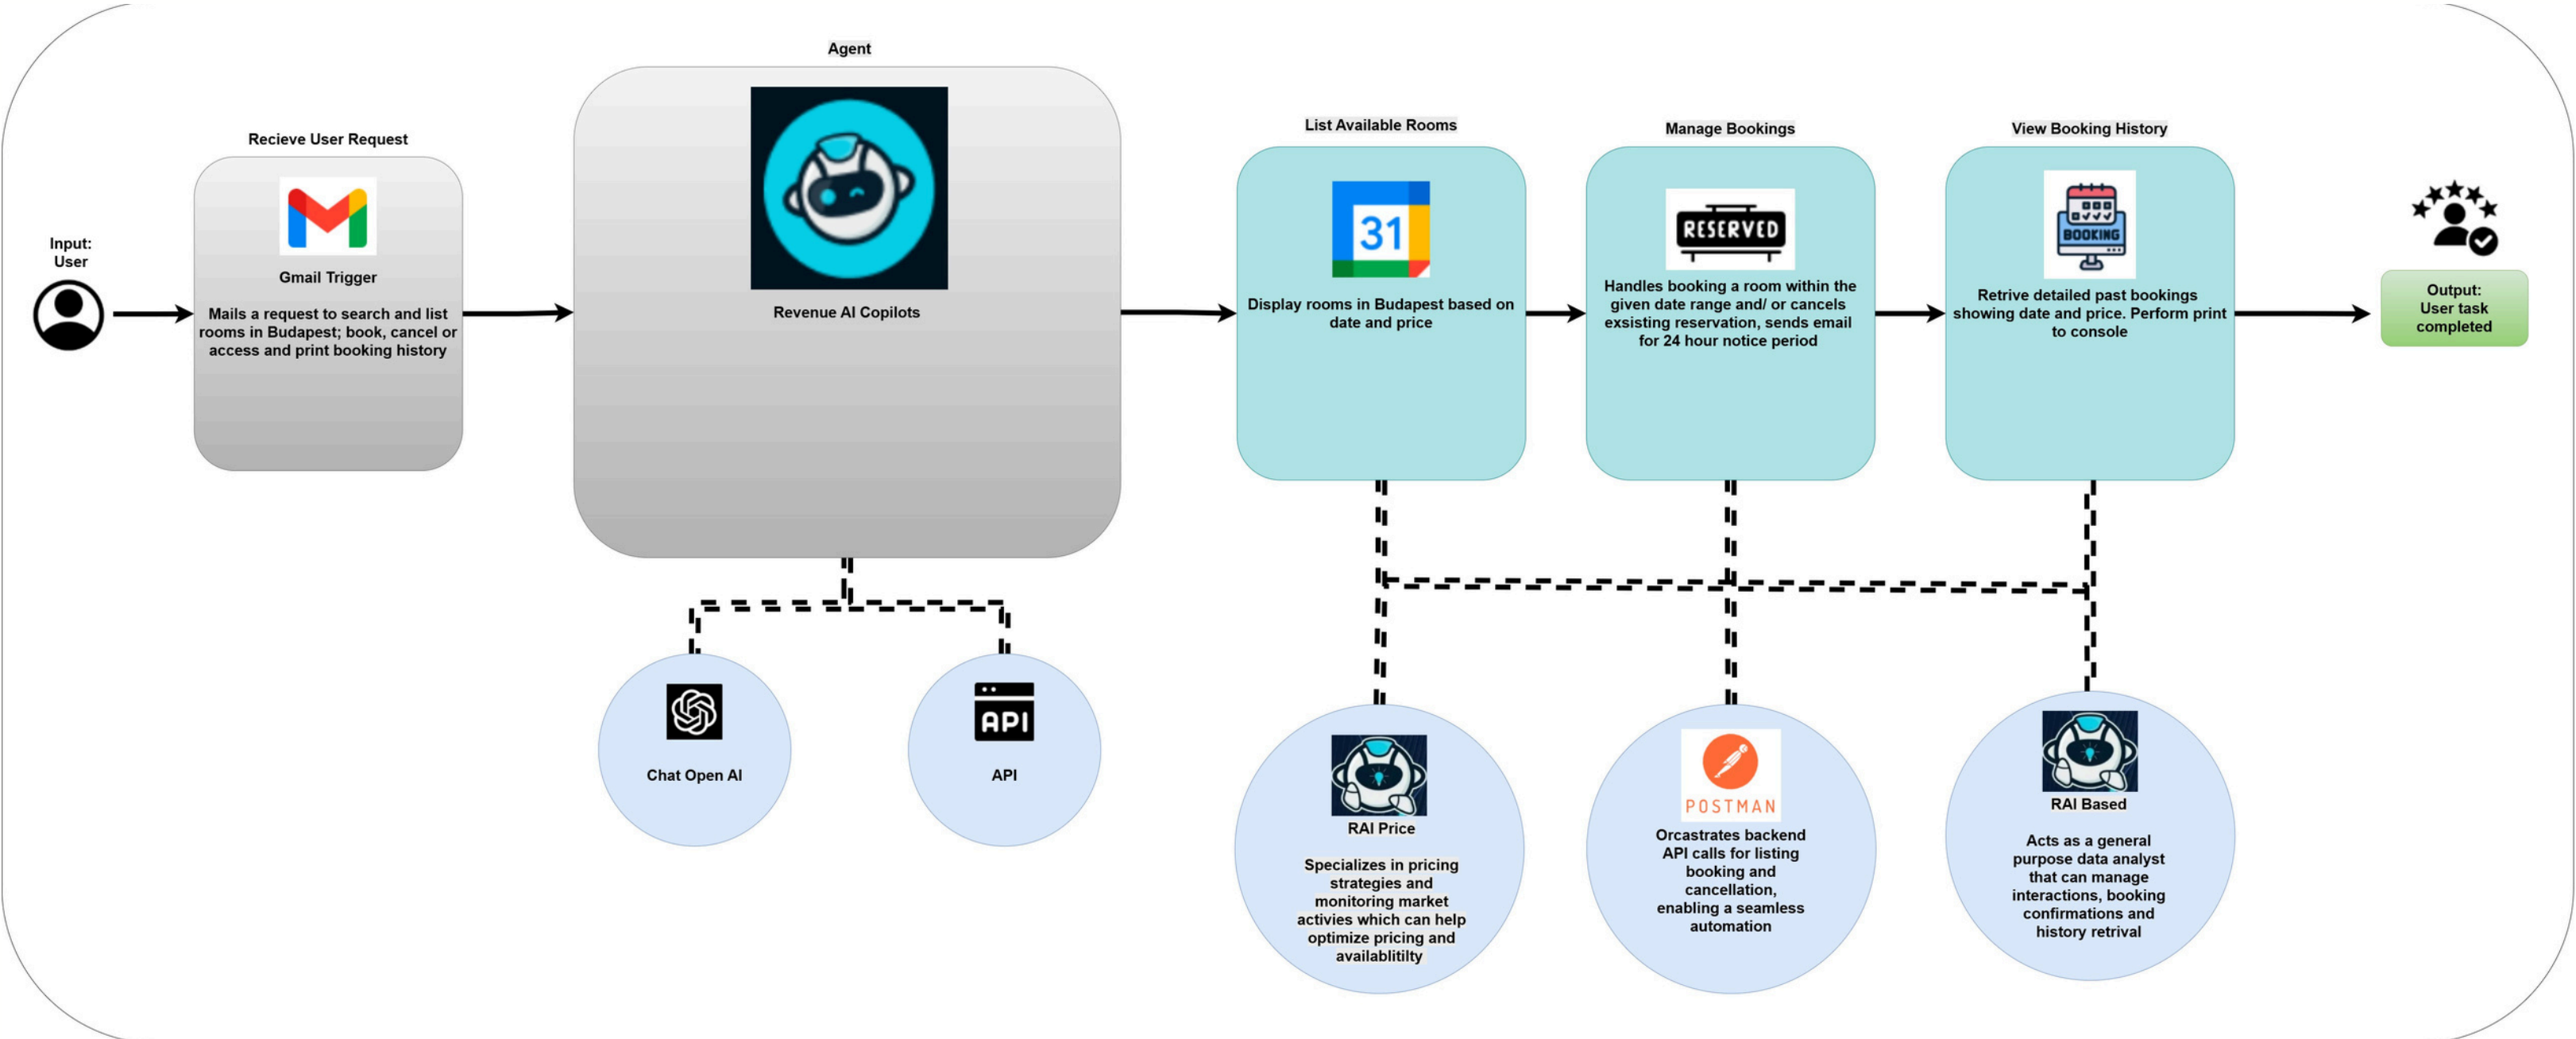 Input:
User
Recieve User Request
Gmail Trigger
Mails a request to search and list
rooms in Budapest; book, cancel or
access and print booking history
Agent
Revenue AI Copilots
Chat Open AI
API
API
List Available Rooms
31
Display rooms in Budapest based on
date and price
Manage Bookings
RESERVED
Handles booking a room within the
given date range and/ or cancels
exsisting reservation, sends email
for 24 hour notice period
View Booking History
BOOKING
Retrive detailed past bookings
showing date and price. Perform print
to console
Output:
User task
completed
RAI Price
Specializes in pricing
strategies and
monitoring market
activies which can help
optimize pricing and
availablitilty
POSTMAN
Orcastrates backend
API calls for listing
booking and
cancellation,
enabling a seamless
automation
RAI Based
Acts as a general
purpose data analyst
that can manage
interactions, booking
confirmations and
history retrival